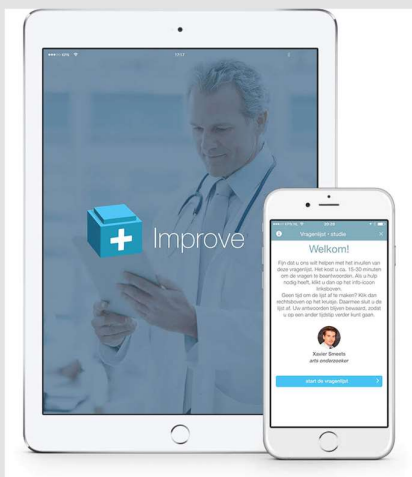 Improve
Vragenlijst - studie
Welkom!
Fijn dat u ons wilt helpen met het invullen van
deze vragenlijst. Het kost u ca. 15-30 minuten
om de vragen te beantwoorden. Als u hulp
nodig heeft, klikt u dan op het info-icoon
linksboven.
Geen tijd om de lijst af te maken? Klik dan
rechtsboven op het kruisje. Daarmee sluit u de
lijst af. Uw antwoorden blijven bewaard, zodat
u op een ander tijdstip verder kunt gaan.
Xavier Smeets
arts onderzoeker
start de vragenlijst